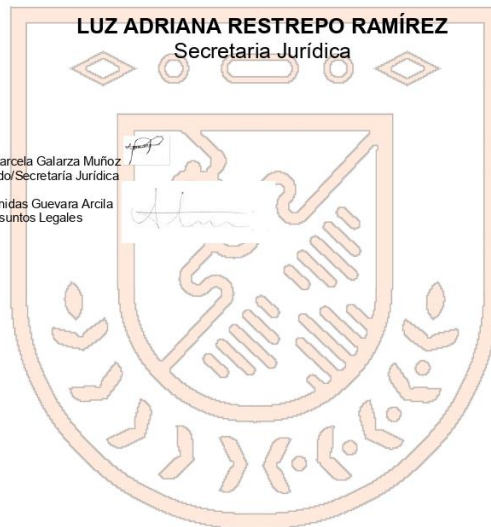 LUZ ADRIANA RESTREPO RAMÍREZ
Secretaria Jurídica
arcela Galarza Muñoz
do/Secretaría Jurídica
nidas Guevara Arcila
suntos Legales